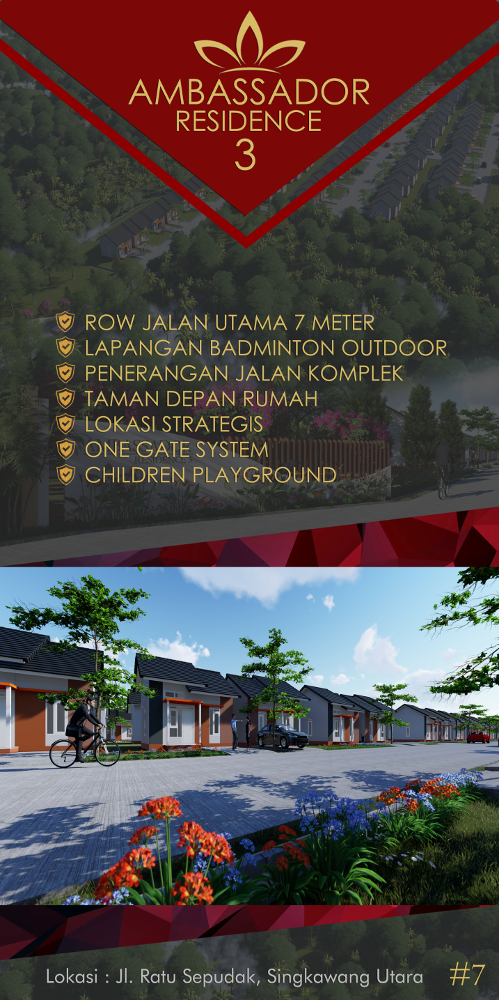 AMBASSADOR
RESIDENCE
3
ROW JALAN UTAMA 7 METER
LAPANGAN BADMINTON OUTDOOR
PENERANGAN JALAN KOMPLEK
TAMAN DEPAN RUMAH
LOKASI STRATEGIS
ONE GATE SYSTEM
RESIDENCE 3
CHILDREN PLAYGROUND
Lokasi : Jl. Ratu Sepudak, Singkawang Utara
#7